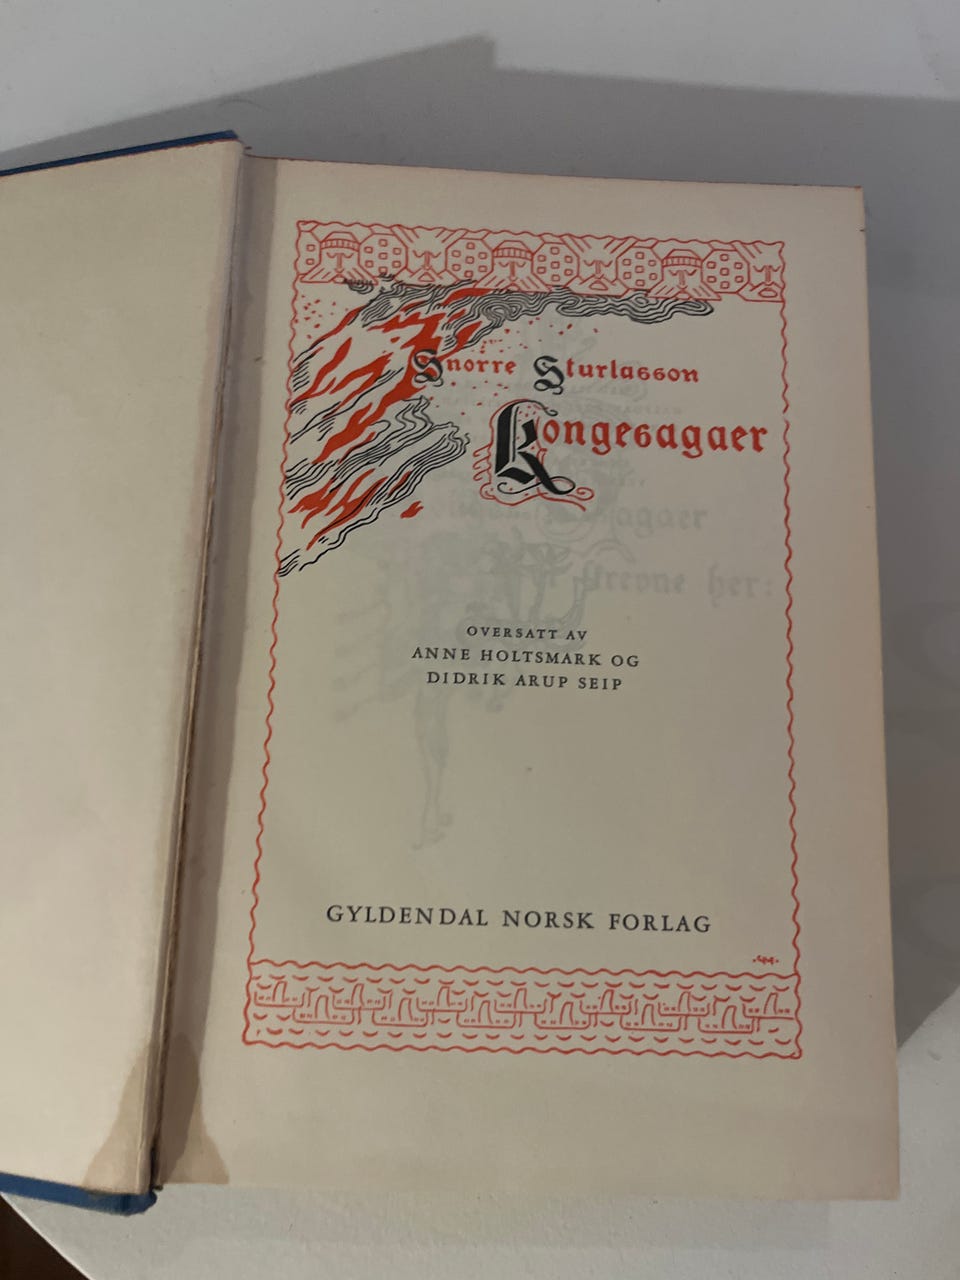 Snorre Sturlasson
Kongesagaer
OVERSATT AV
ANNE HOLTSMARK OG
DIDRIK ARUP SEIP
GYLDENDAL NORSK FORLAG